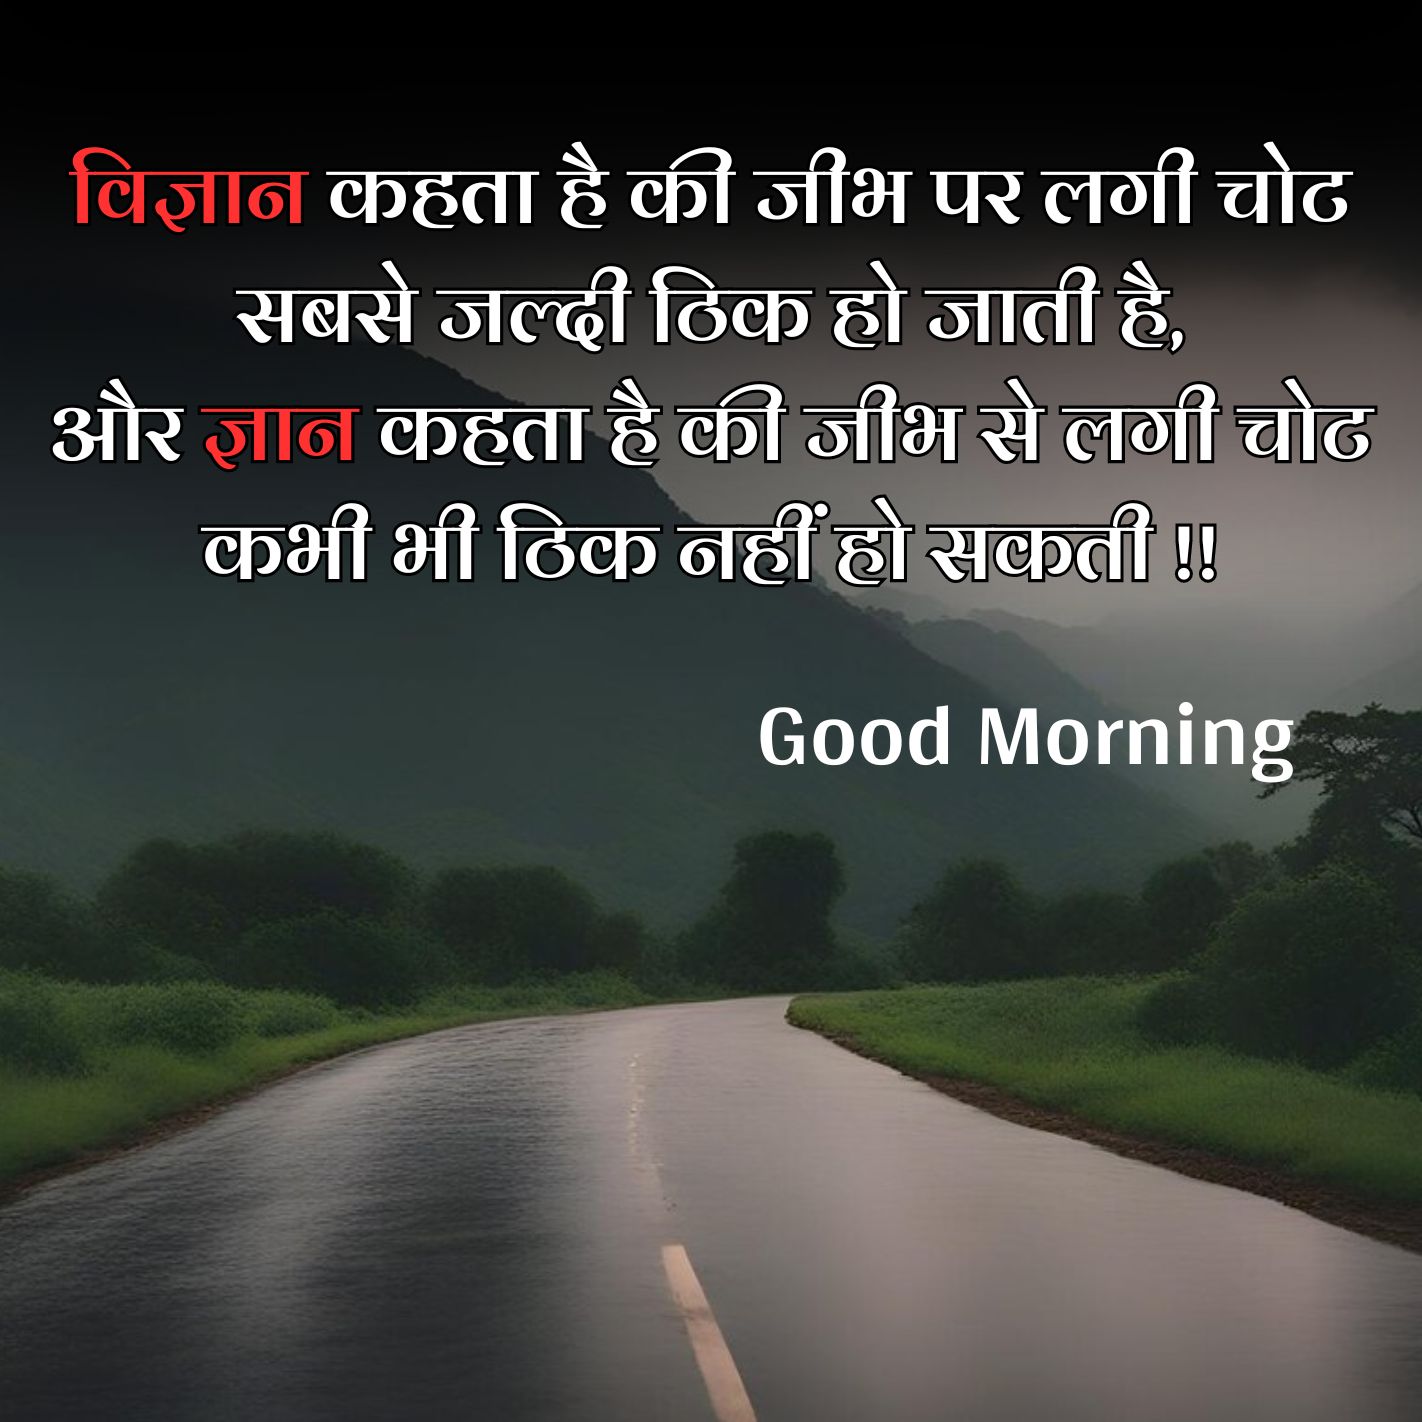 विज्ञान कहता है की जीभ पर लगी चोट
सबसे जल्दी ठिक हो जाती है,
और ज्ञान कहता है की जीभ से लगी चोट
कभी भी ठिक नहीं हो सकती !!
Good Morning